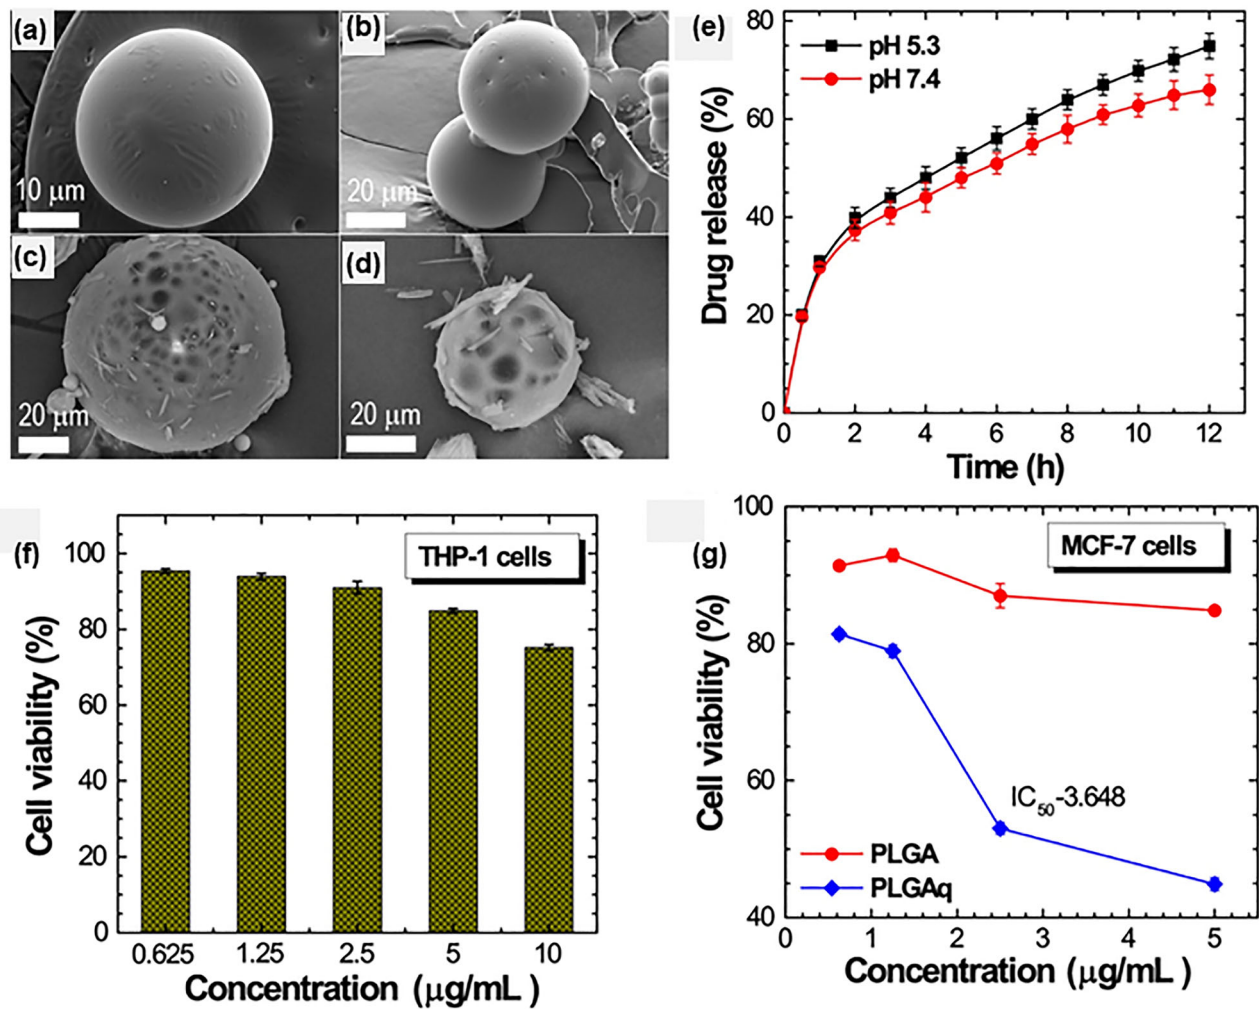 (a)
10 μm
(b)
20 μm
(c)
20 μm
(d)
20 μm
(e)
pH 5.3
pH 7.4
Drug release (%)
80
60
40
20
0
0 2 4 6 8 10 12
Time (h)
(f)
THP-1 cells
Cell viability (%)
100
80
60
40
20
0
0.625 1.25 2.5 5 10
Concentration (μg/mL )
(g)
MCF-7 cells
Cell viability (%)
100
80
60
40
IC50-3.648
PLGA
PLGAq
0 1 2 3 4 5
Concentration (μg/mL )